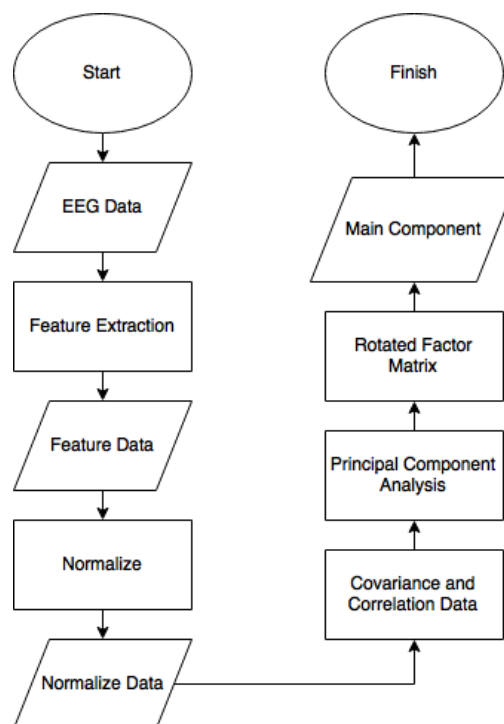 Start
EEG Data
Feature Extraction
Feature Data
Normalize
Normalize Data
Covariance and
Correlation Data
Principal Component
Analysis
Rotated Factor
Matrix
Main Component
Finish